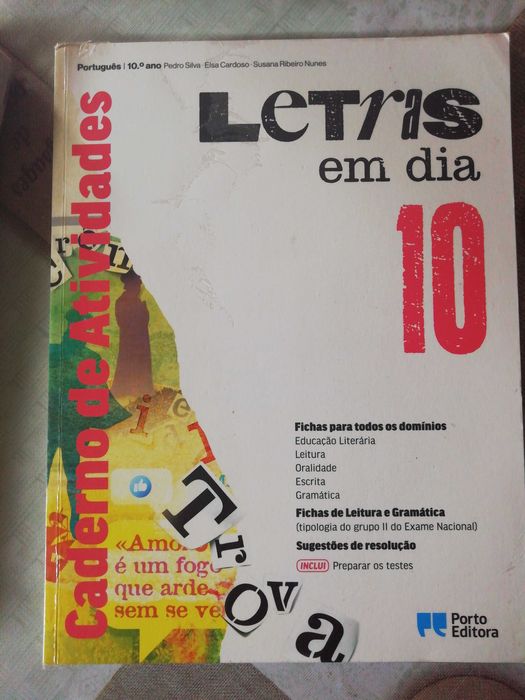 Português | 10.º ano Pedro Silva · Elsa Cardoso · Susana Ribeiro Nunes
Letras
em dia
10
Caderno de Atividades
Trova
«Amor
é um fogo
que arde
sem se ve
Fichas para todos os domínios
Educação Literária
Leitura
Oralidade
Escrita
Gramática
Fichas de Leitura e Gramática
(tipologia do grupo II do Exame Nacional)
Sugestões de resolução
INCLUI Preparar os testes
Porto
Editora